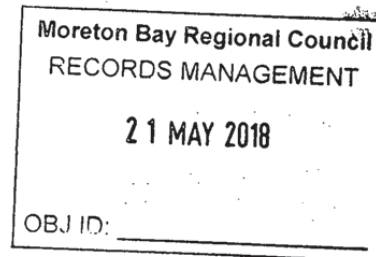 Moreton Bay Regional Council
RECORDS MANAGEMENT
21 MAY 2018
OBJ ID: